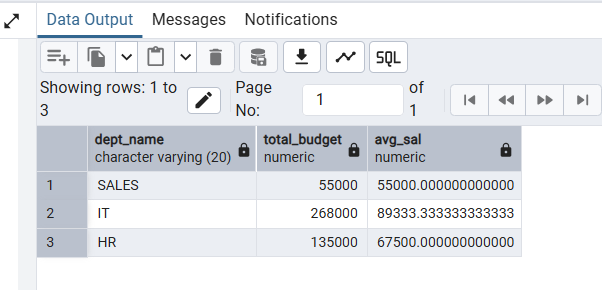 Data Output Messages Notifications
SQL
Showing rows: 1 to 3 Page No: 1 of 1
dept_name total_budget avg_sal
character varying (20) numeric numeric
1 SALES 55000 55000.000000000000
2 IT 268000 89333.333333333333
3 HR 135000 67500.000000000000